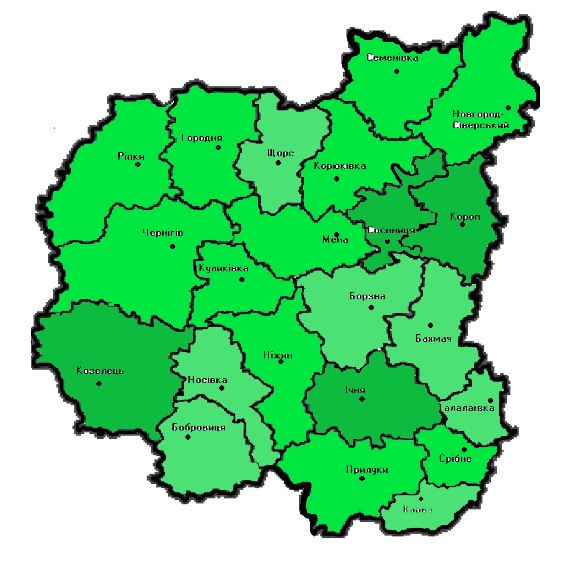 Семенівка
Новгород-
Сіверський
Городня
Щорс
Ріпки
Корюківка
Короп
Сосниця
Чернігів
Мена
Куликівка
Борзна
Бахмач
Ніжин
Козелець
Носівка
Ічня
Талалаївка
Бобровиця
Срібне
Прилуки